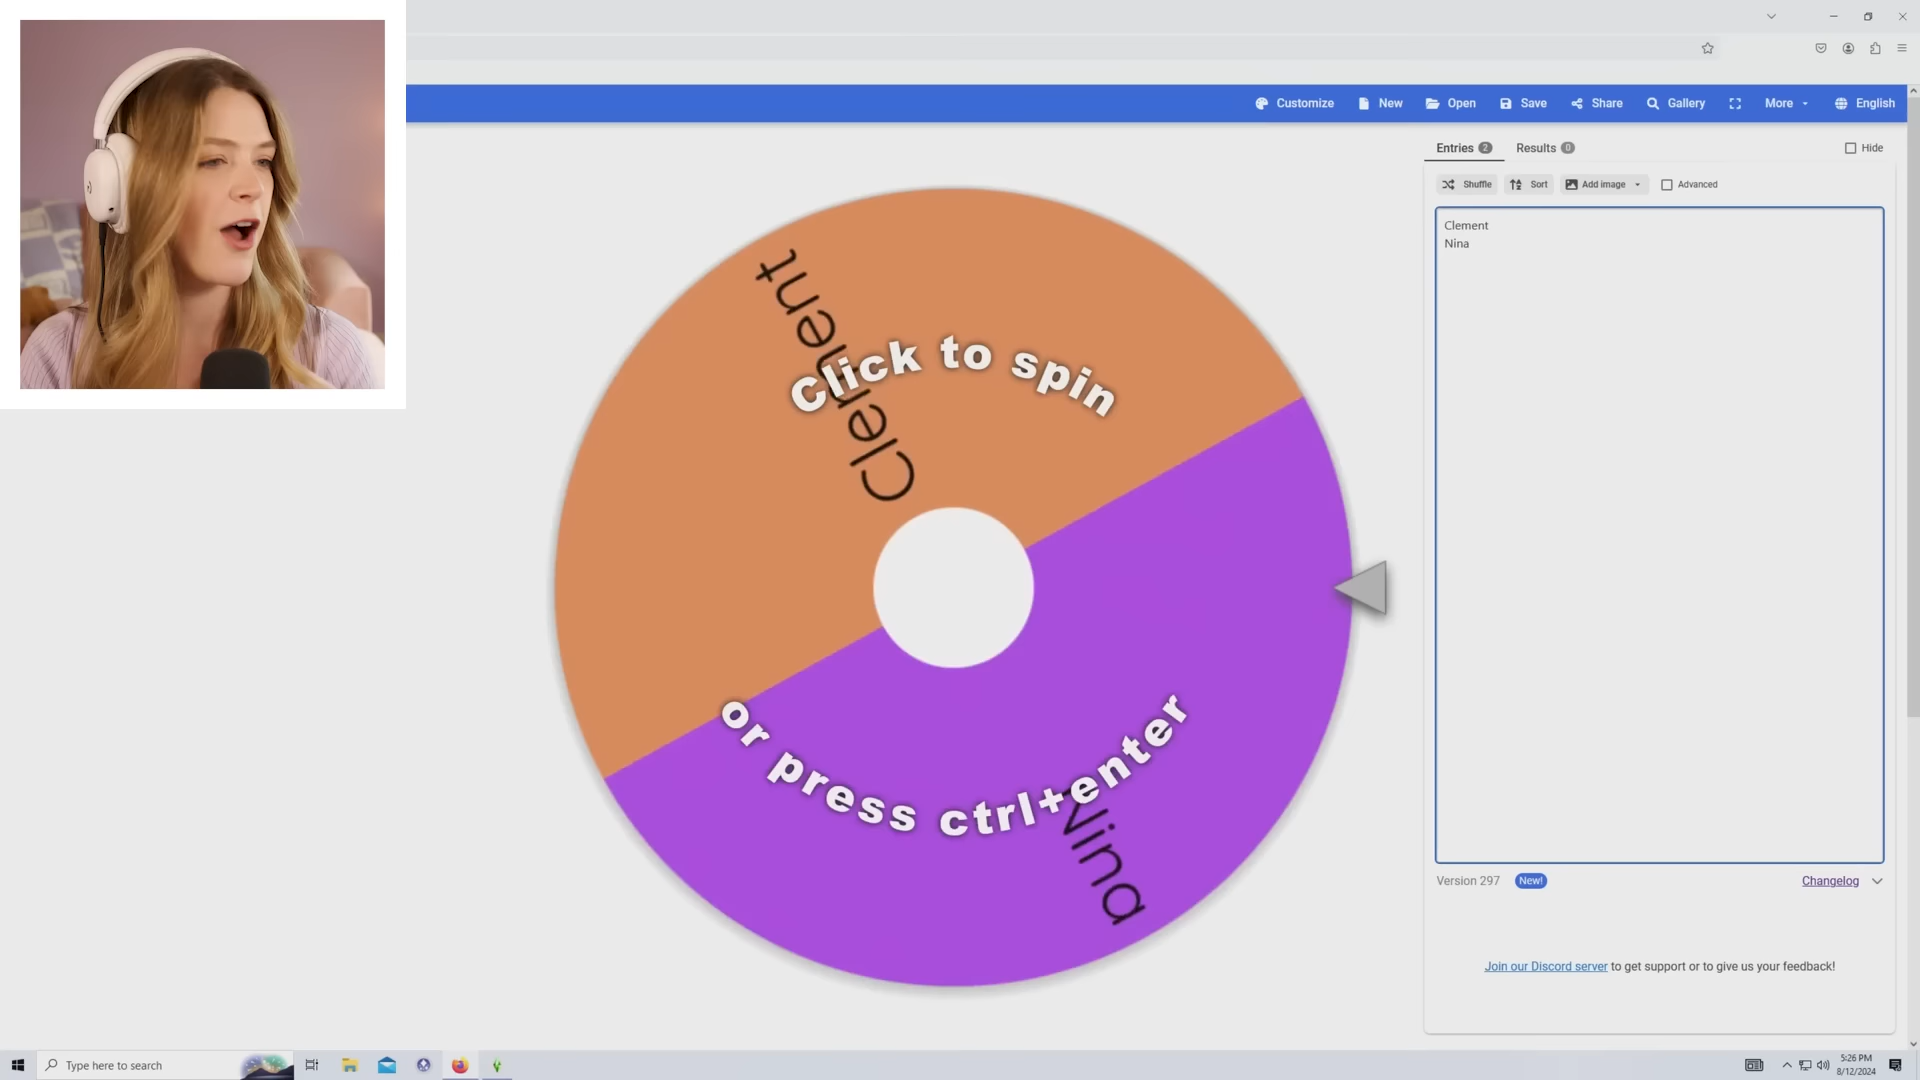 Customize
New
Open
Save
Share
Gallery
More
English
Entries 2
Results 0
Hide
Shuffle
Sort
Add image
Advanced
Clement
Nina
Clement
Click to spin
or press ctrl+enter
Nina
Version 297
New!
Changelog
Join our Discord server to get support or to give us your feedback!
Type here to search
5:26 PM
8/12/2024